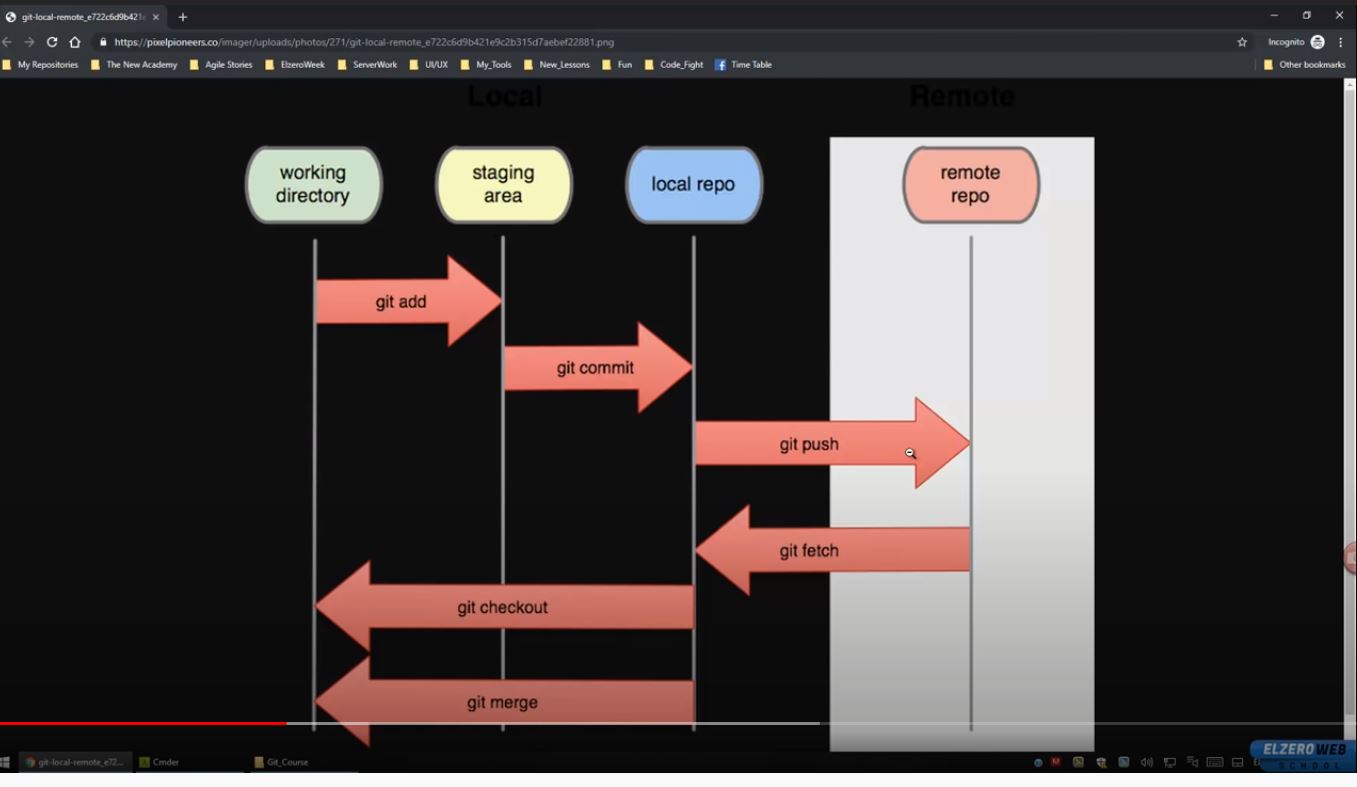 git-local-remote_e722c6d9b421
https://pixelpioneers.co/imager/uploads/photos/271/git-local-remote_e722c6d9b421e9c2b315d7aebef22881.png
Incognito
My Repositories The New Academy Agile Stories ElzeroWeek ServerWork UI/UX My_Tools New_Lessons Fun Code_Fight Time Table Other bookmarks
Local Remote
working
directory
staging
area
local repo
remote
repo
git add
git commit
git push
git fetch
git checkout
git merge
git-local-remote_e72... Cmder Git_Course
ELZERO WEB
SCHOOL